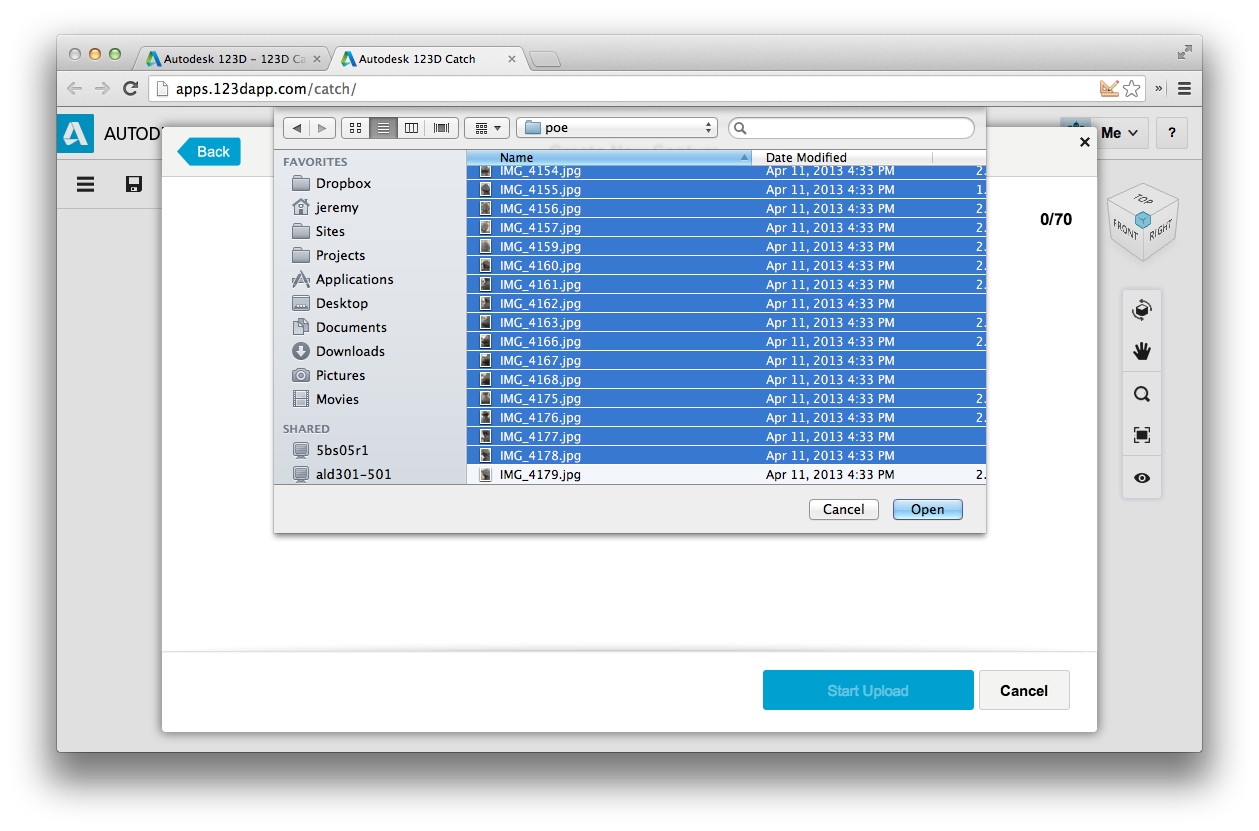 Autodesk 123D - 123D Ca
Autodesk 123D Catch
apps.123dapp.com/catch/
AUTOD
Back
poe
Me
?
FAVORITES
Dropbox
jeremy
Sites
Projects
Applications
Desktop
Documents
Downloads
Pictures
Movies
SHARED
5bs05r1
ald301-501
Name Date Modified
IMG_4154.jpg Apr 11, 2013 4:33 PM 2.
IMG_4155.jpg Apr 11, 2013 4:33 PM 1.
IMG_4156.jpg Apr 11, 2013 4:33 PM 2.
IMG_4157.jpg Apr 11, 2013 4:33 PM 2.
IMG_4159.jpg Apr 11, 2013 4:33 PM 2.
IMG_4160.jpg Apr 11, 2013 4:33 PM 2.
IMG_4161.jpg Apr 11, 2013 4:33 PM 2.
IMG_4162.jpg Apr 11, 2013 4:33 PM
IMG_4163.jpg Apr 11, 2013 4:33 PM 2.
IMG_4166.jpg Apr 11, 2013 4:33 PM 2.
IMG_4167.jpg Apr 11, 2013 4:33 PM
IMG_4168.jpg Apr 11, 2013 4:33 PM
IMG_4175.jpg Apr 11, 2013 4:33 PM 2.
IMG_4176.jpg Apr 11, 2013 4:33 PM 2.
IMG_4177.jpg Apr 11, 2013 4:33 PM
IMG_4178.jpg Apr 11, 2013 4:33 PM
IMG_4179.jpg Apr 11, 2013 4:33 PM 2.
Cancel Open
0/70
TOP
FRONT RIGHT
Start Upload Cancel